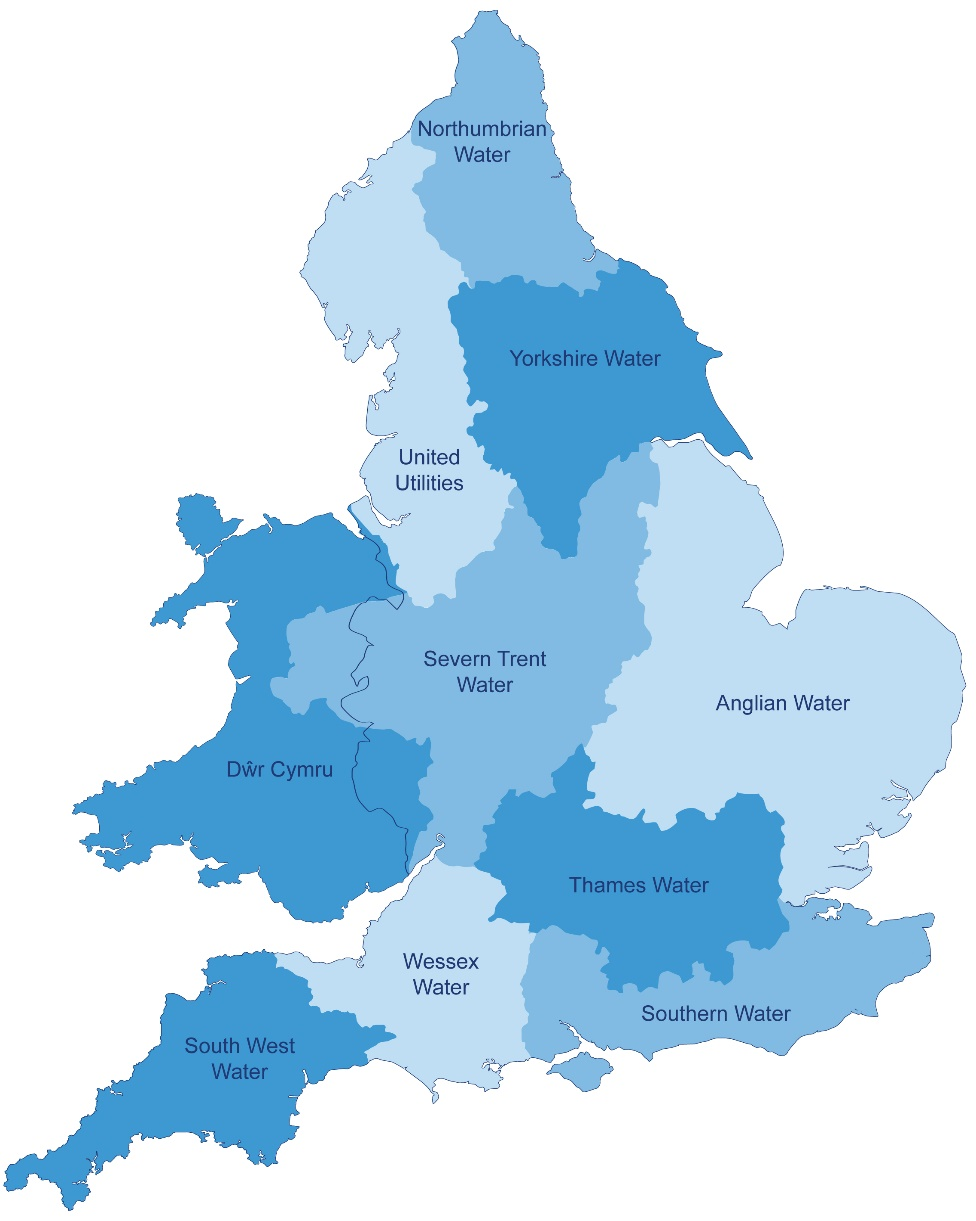 Northumbrian
Water
Yorkshire Water
United
Utilities
Severn Trent
Water
Anglian Water
Dŵr Cymru
Thames Water
Wessex
Water
Southern Water
South West
Water